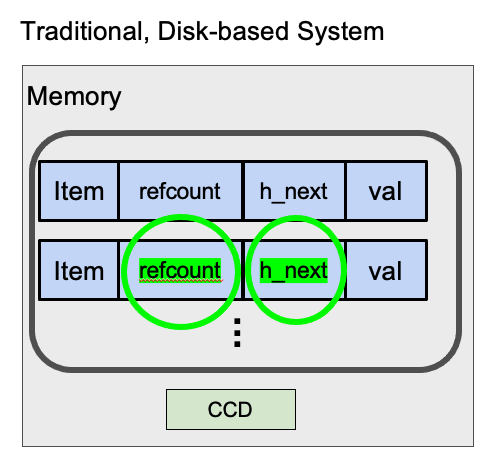 Traditional, Disk-based System
Memory
Item refcount h_next val
Item refcount h_next val
CCD